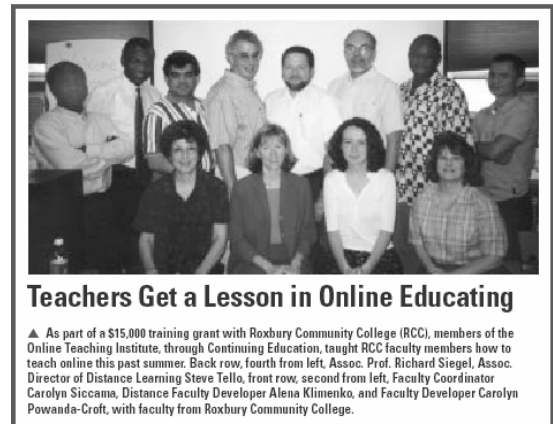 Teachers Get a Lesson in Online Educating
▲ As part of a $15,000 training grant with Roxbury Community College (RCC), members of the
Online Teaching Institute, through Continuing Education, taught RCC faculty members how to
teach online this past summer. Back row, fourth from left, Assoc. Prof. Richard Siegel, Assoc.
Director of Distance Learning Steve Tello, front row, second from left, Faculty Coordinator
Carolyn Siccama, Distance Faculty Developer Alena Klimenko, and Faculty Developer Carolyn
Powanda-Croft, with faculty from Roxbury Community College.